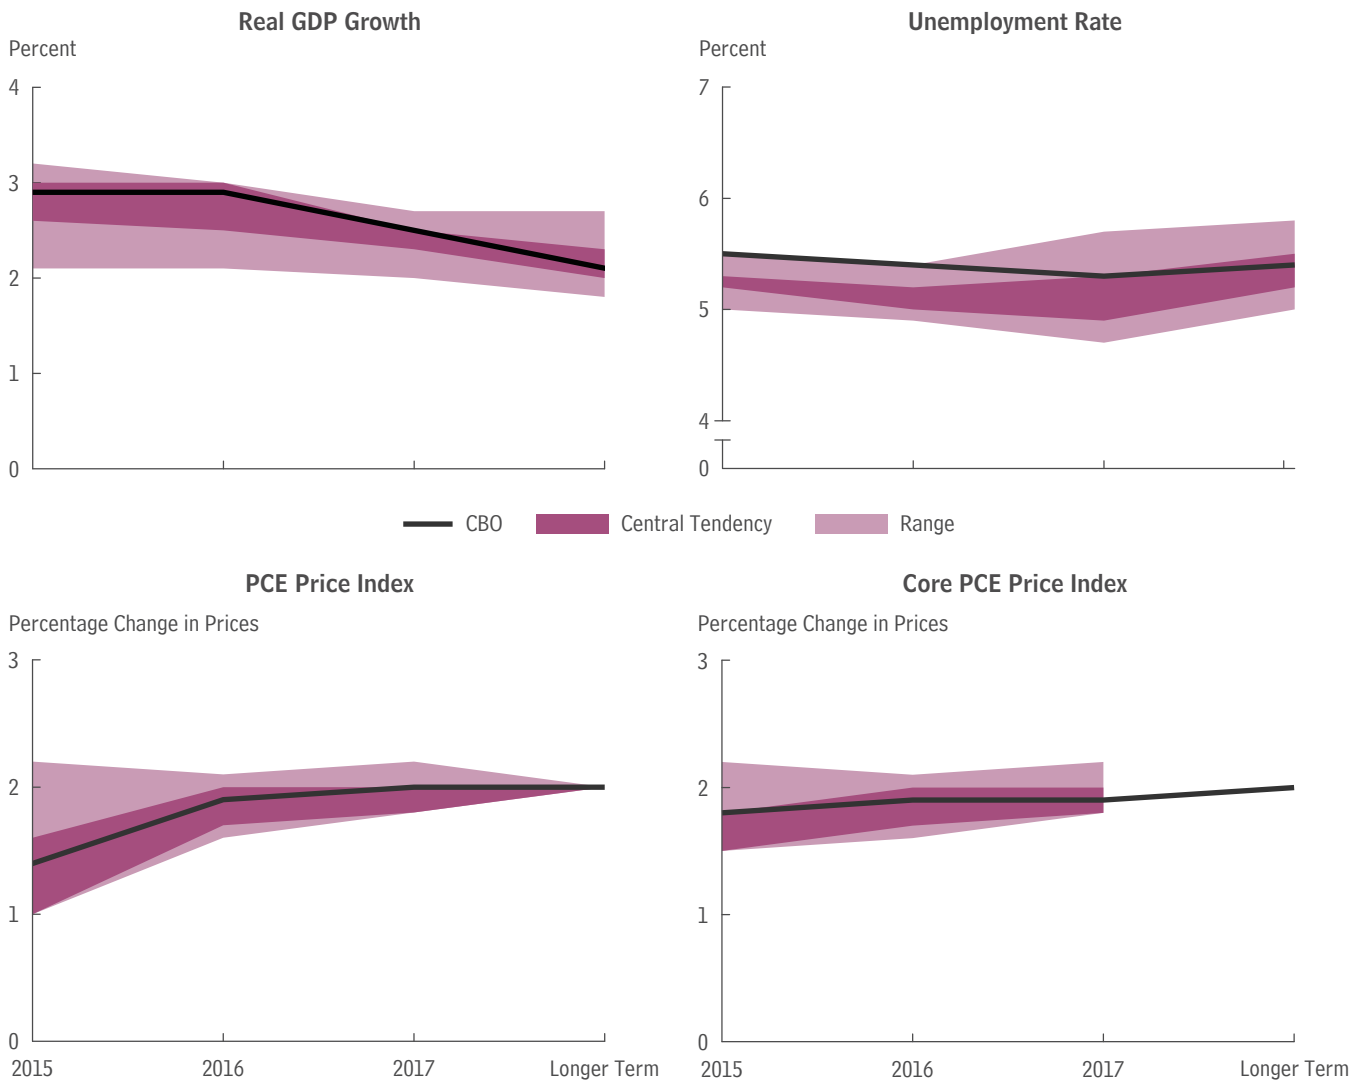 Real GDP Growth
Percent
4
3
2
1
0
Unemployment Rate
Percent
7
6
5
4
0
CBO Central Tendency Range
PCE Price Index
Percentage Change in Prices
3
2
1
0
2015 2016 2017 Longer Term
Core PCE Price Index
Percentage Change in Prices
3
2
1
0
2015 2016 2017 Longer Term